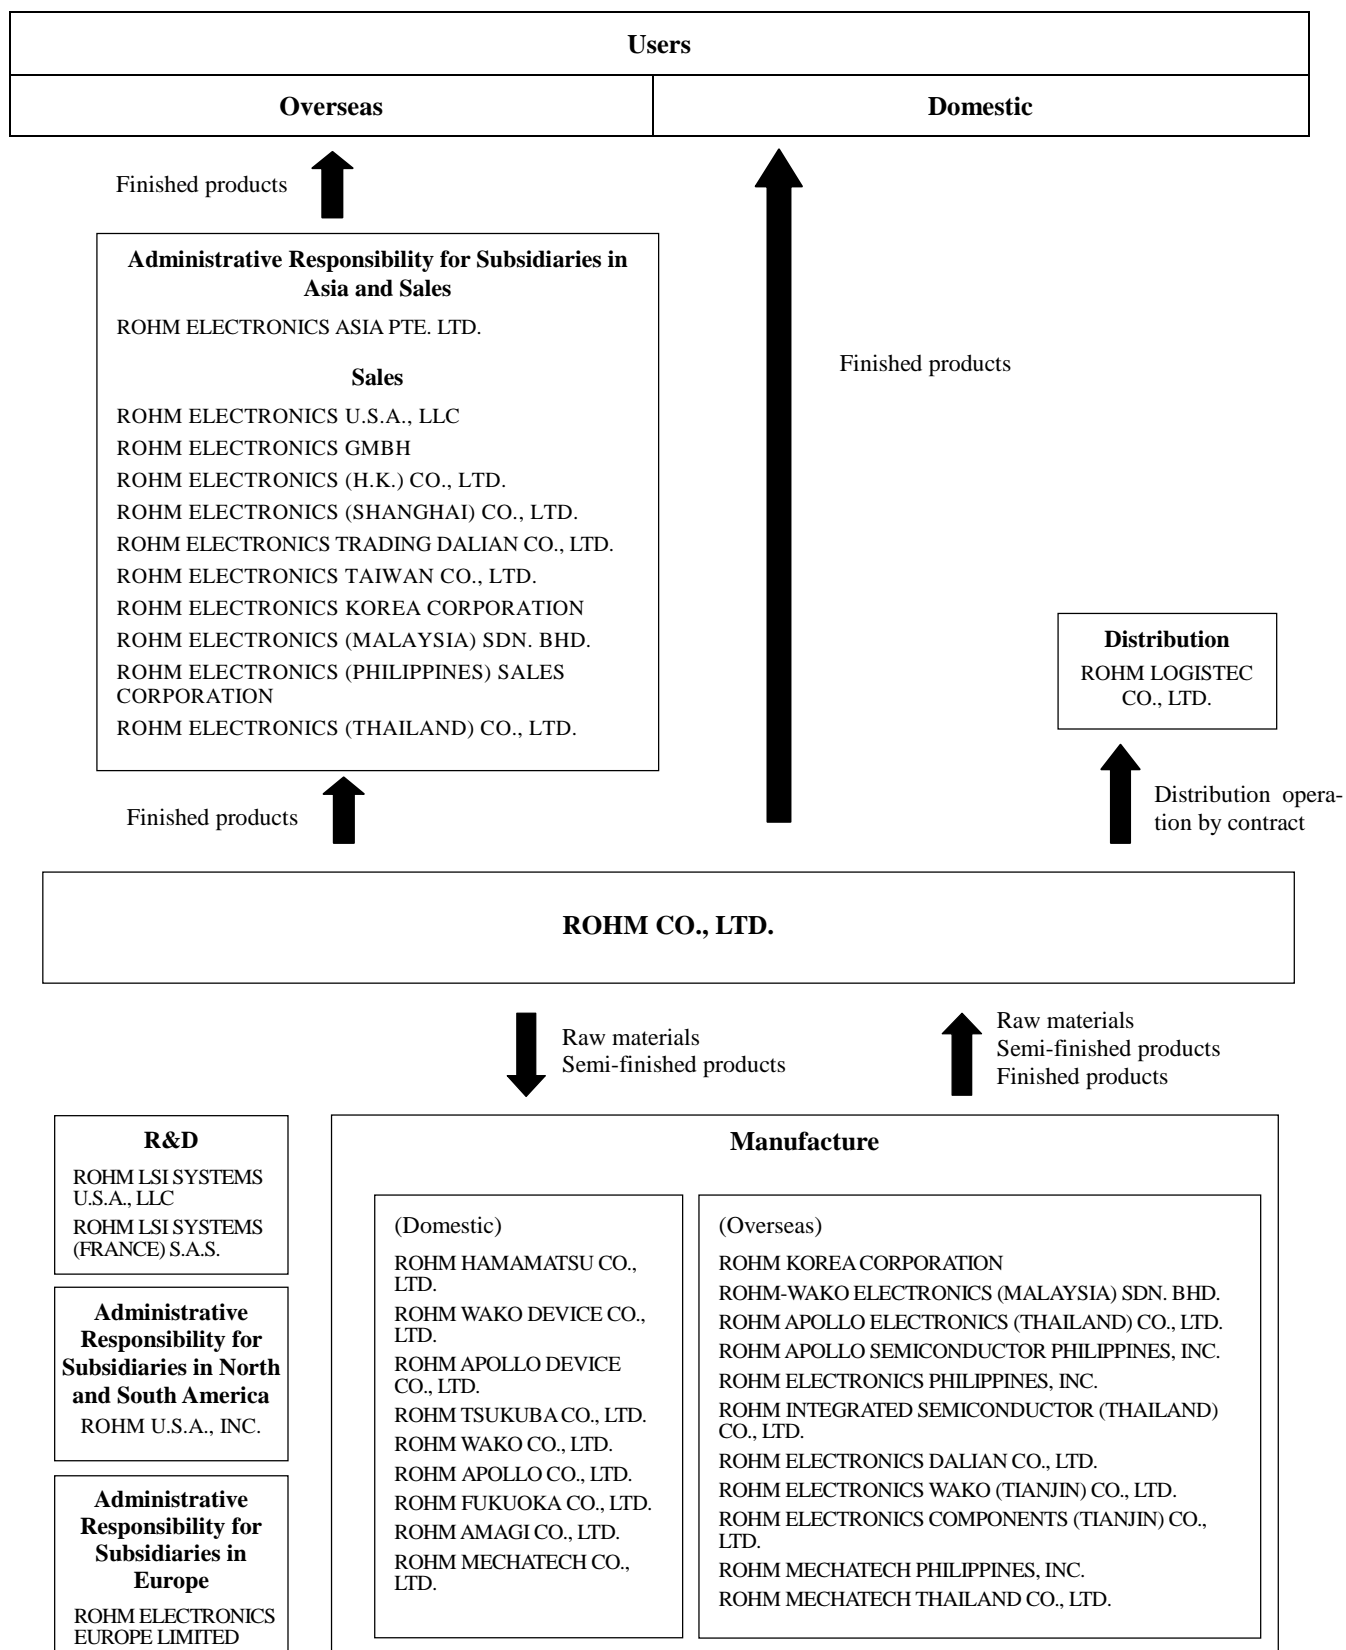 Users
Overseas
Domestic
Finished products
Administrative Responsibility for Subsidiaries in
Asia and Sales
ROHM ELECTRONICS ASIA PTE. LTD.
Sales
ROHM ELECTRONICS U.S.A., LLC
ROHM ELECTRONICS GMBH
ROHM ELECTRONICS (H.K.) CO., LTD.
ROHM ELECTRONICS (SHANGHAI) CO., LTD.
ROHM ELECTRONICS TRADING DALIAN CO., LTD.
ROHM ELECTRONICS TAIWAN CO., LTD.
ROHM ELECTRONICS KOREA CORPORATION
ROHM ELECTRONICS (MALAYSIA) SDN. BHD.
ROHM ELECTRONICS (PHILIPPINES) SALES
CORPORATION
ROHM ELECTRONICS (THAILAND) CO., LTD.
Finished products
Finished products
Distribution
ROHM LOGISTEC
CO., LTD.
Distribution opera-
tion by contract
ROHM CO., LTD.
Raw materials
Semi-finished products
Raw materials
Semi-finished products
Finished products
R&D
ROHM LSI SYSTEMS
U.S.A., LLC
ROHM LSI SYSTEMS
(FRANCE) S.A.S.
Administrative
Responsibility for
Subsidiaries in North
and South America
ROHM U.S.A., INC.
Administrative
Responsibility for
Subsidiaries in
Europe
ROHM ELECTRONICS
EUROPE LIMITED
Manufacture
(Domestic)
ROHM HAMAMATSU CO.,
LTD.
ROHM WAKO DEVICE CO.,
LTD.
ROHM APOLLO DEVICE
CO., LTD.
ROHM TSUKUBA CO., LTD.
ROHM WAKO CO., LTD.
ROHM APOLLO CO., LTD.
ROHM FUKUOKA CO., LTD.
ROHM AMAGI CO., LTD.
ROHM MECHATECH CO.,
LTD.
(Overseas)
ROHM KOREA CORPORATION
ROHM-WAKO ELECTRONICS (MALAYSIA) SDN. BHD.
ROHM APOLLO ELECTRONICS (THAILAND) CO., LTD.
ROHM APOLLO SEMICONDUCTOR PHILIPPINES, INC.
ROHM ELECTRONICS PHILIPPINES, INC.
ROHM INTEGRATED SEMICONDUCTOR (THAILAND)
CO., LTD.
ROHM ELECTRONICS DALIAN CO., LTD.
ROHM ELECTRONICS WAKO (TIANJIN) CO., LTD.
ROHM ELECTRONICS COMPONENTS (TIANJIN) CO.,
LTD.
ROHM MECHATECH PHILIPPINES, INC.
ROHM MECHATECH THAILAND CO., LTD.